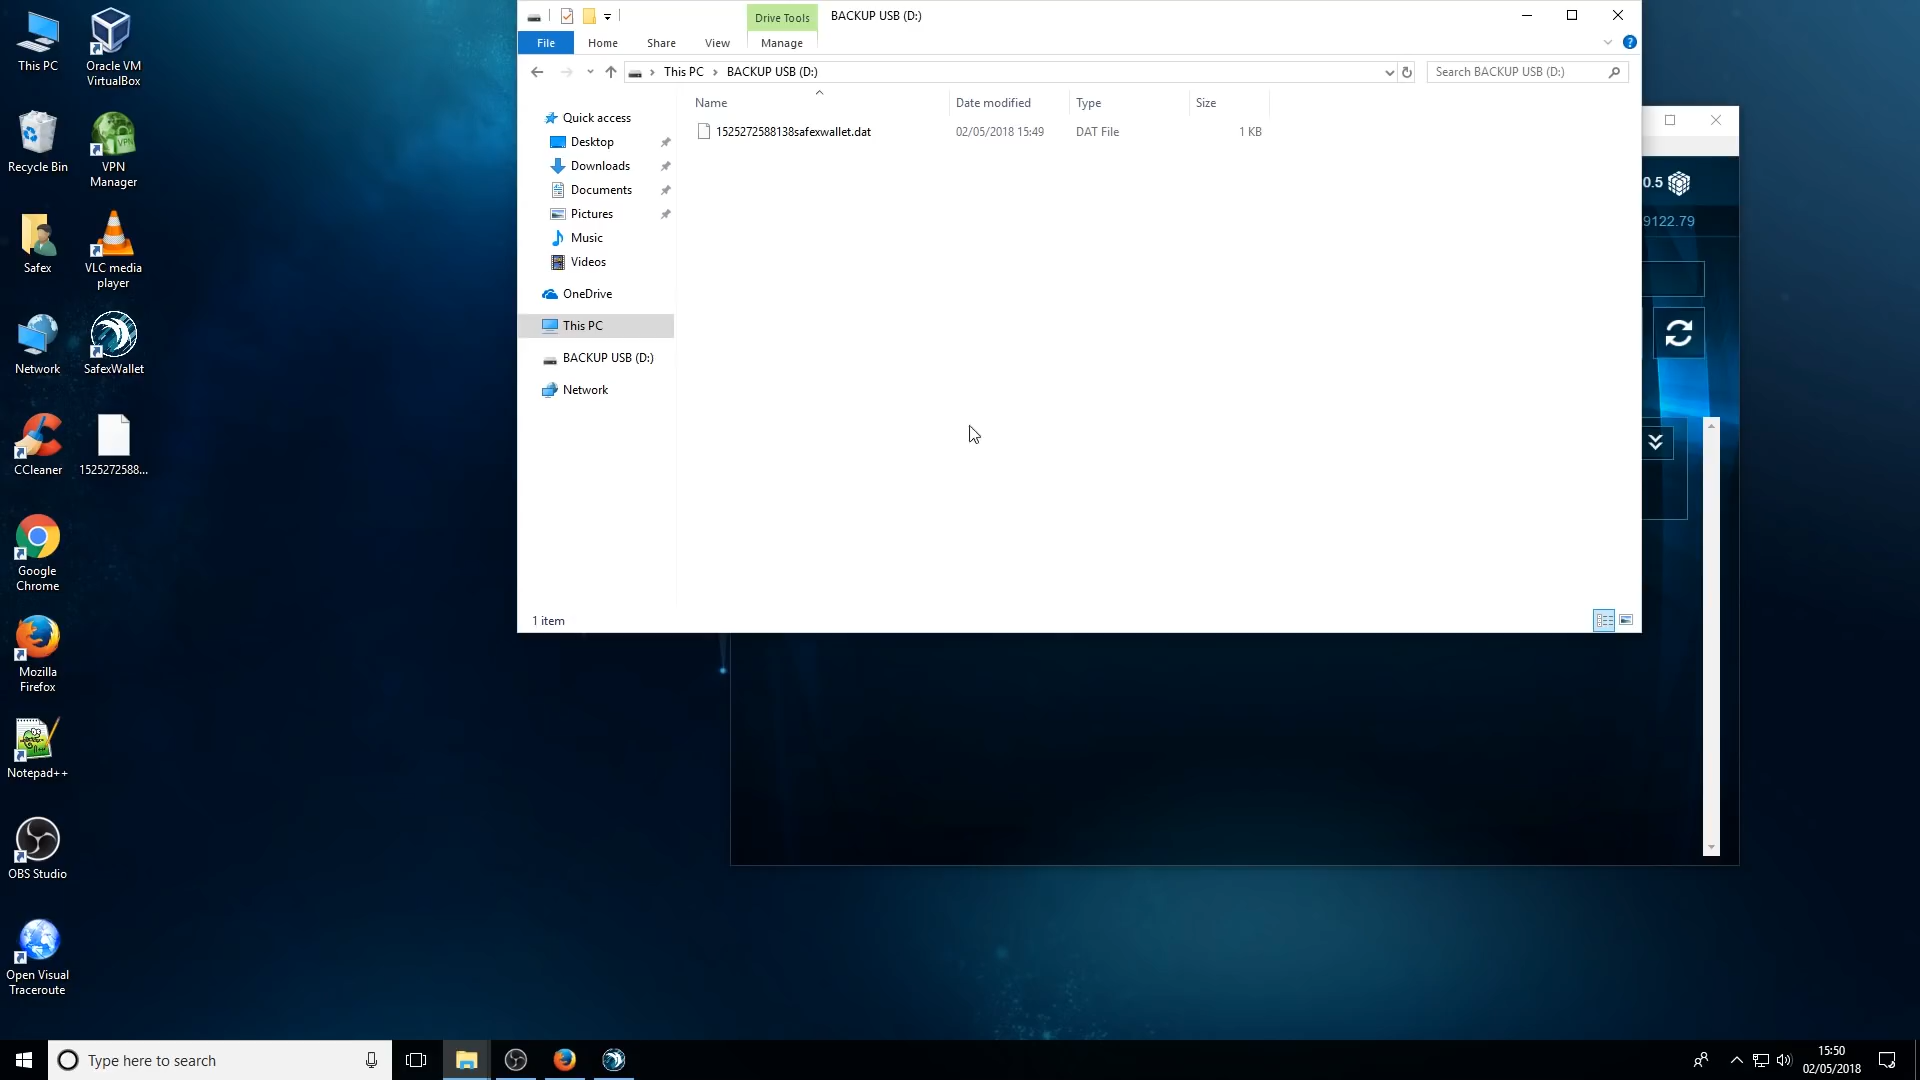 This PC
Oracle VM
VirtualBox
Recycle Bin
VPN
Manager
Safex
VLC media
player
Network
SafexWallet
CCleaner
1525272588...
Google
Chrome
Mozilla
Firefox
Notepad++
OBS Studio
Open Visual
Traceroute
Drive Tools
BACKUP USB (D:)
File
Home
Share
View
Manage
This PC
BACKUP USB (D:)
Search BACKUP USB (D:)
Name
Date modified
Type
Size
1525272588138safexwallet.dat
02/05/2018 15:49
DAT File
1 KB
Quick access
Desktop
Downloads
Documents
Pictures
Music
Videos
OneDrive
This PC
BACKUP USB (D:)
Network
1 item
0.5
9122.79
Type here to search
15:50
02/05/2018